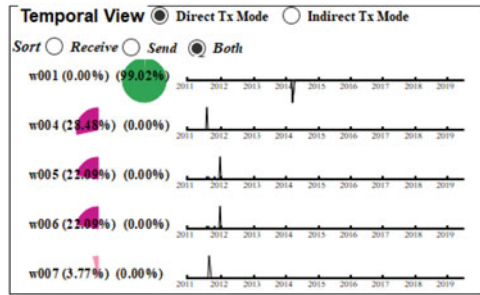 Temporal View Direct Tx Mode Indirect Tx Mode
Sort Receive Send Both
w001 (0.00%) (99.02%)
2011 2012 2013 2014 2015 2016 2017 2018 2019
w004 (28.48%) (0.00%)
2011 2012 2013 2014 2015 2016 2017 2018 2019
w005 (22.09%) (0.00%)
2011 2012 2013 2014 2015 2016 2017 2018 2019
w006 (22.09%) (0.00%)
2011 2012 2013 2014 2015 2016 2017 2018 2019
w007 (3.77%) (0.00%)
2011 2012 2013 2014 2015 2016 2017 2018 2019